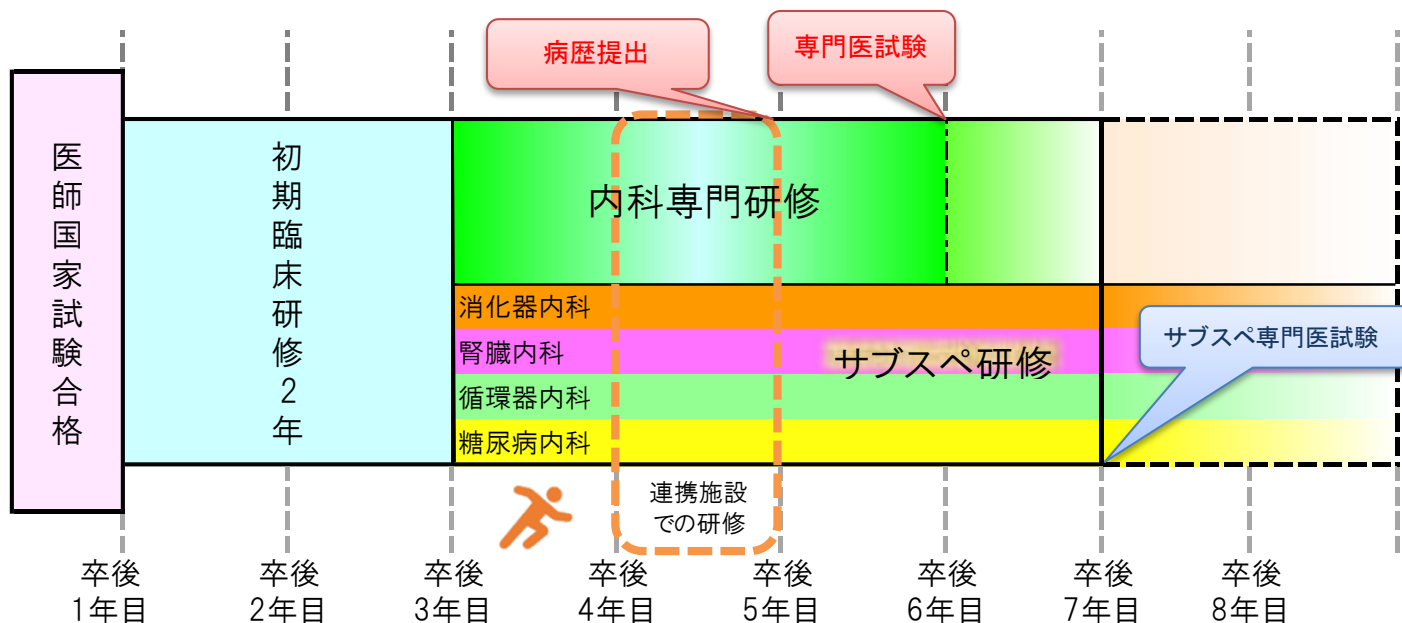 病歴提出
専門医試験
医師国家試験合格
初期臨床研修２年
内科専門研修
消化器内科
腎臓内科
サブスペ研修
循環器内科
糖尿病内科
サブスペ専門医試験
連携施設
での研修
卒後
1年目
卒後
2年目
卒後
3年目
卒後
4年目
卒後
5年目
卒後
6年目
卒後
7年目
卒後
8年目